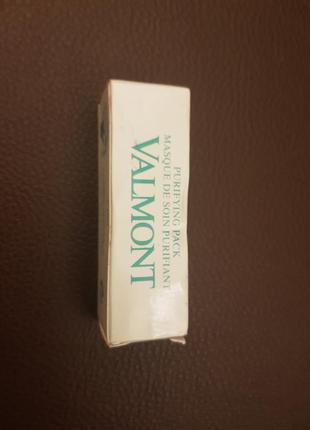 PURIFYING PACK
MASQUE DE SOIN PURIFIANT
VALMONT